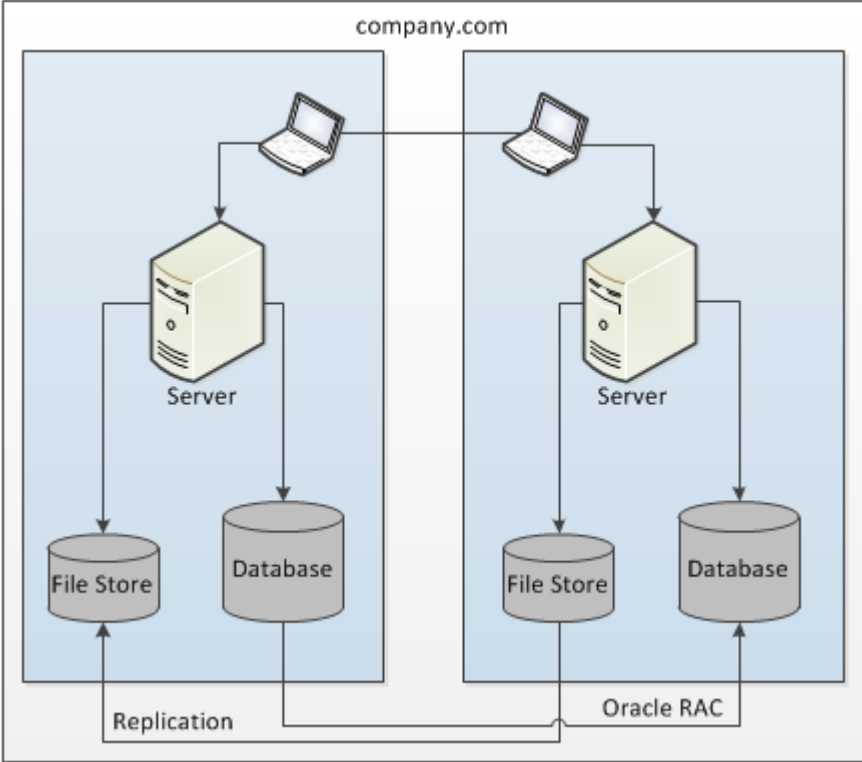 company.com
Server
Server
File Store
Database
File Store
Database
Replication
Oracle RAC